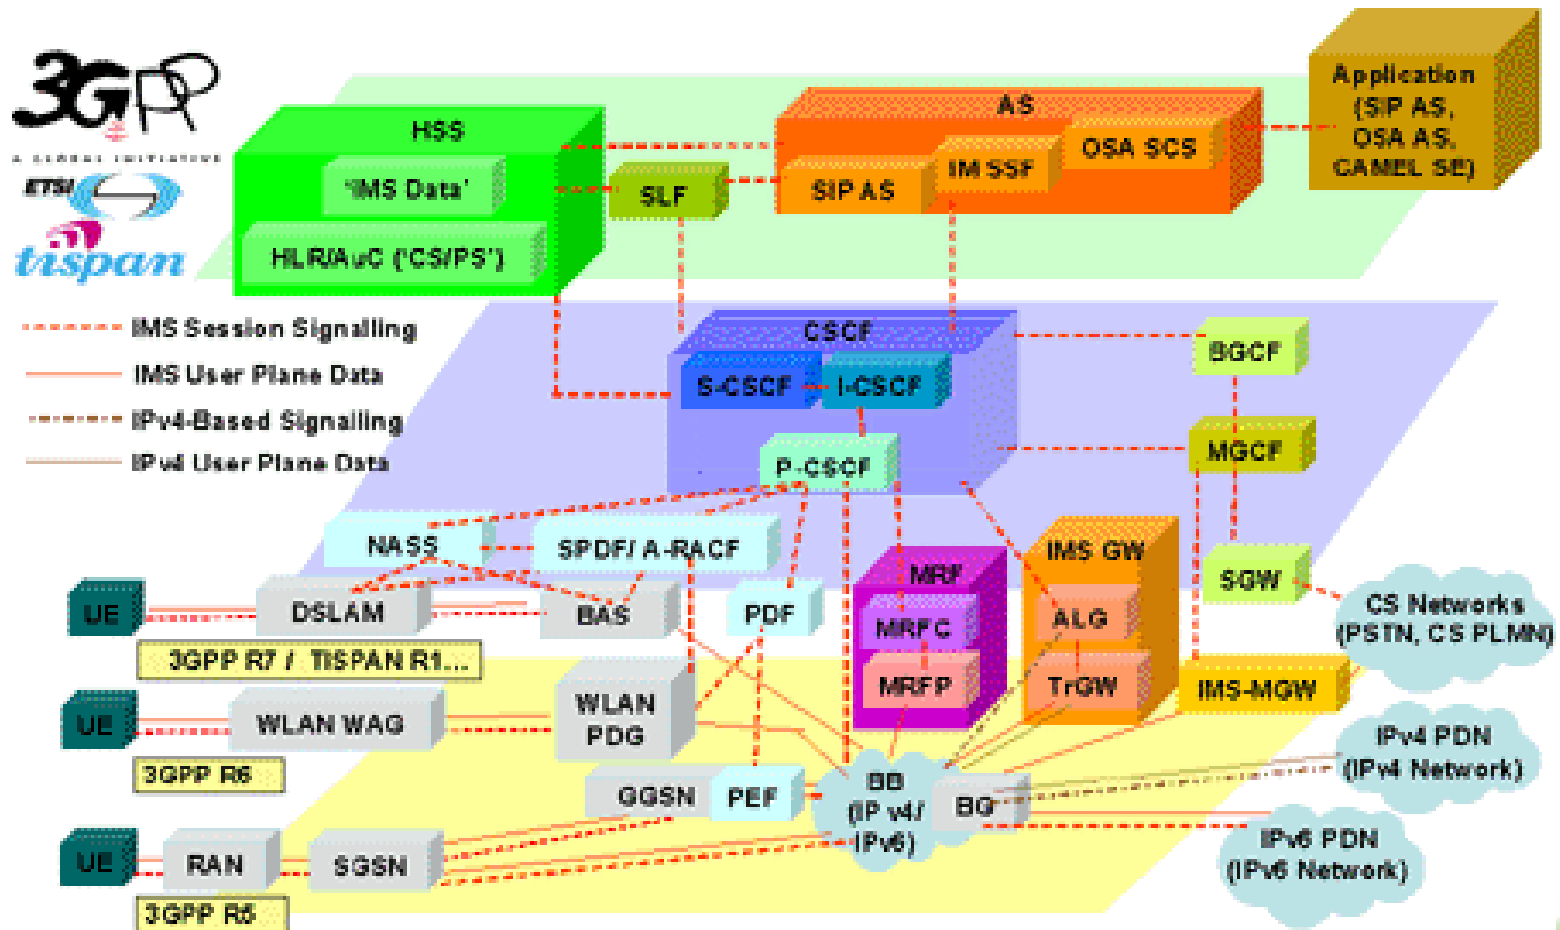 3GPP
A GLOBAL INITIATIVE
ETSI
tispan
HSS
'IMS Data'
HLR/AuC ('CS/PS')
SLF
AS
SIP AS
IM SSF
OSA SCS
Application
(SIP AS,
OSA AS,
CAMEL SE)
IMS Session Signalling
IMS User Plane Data
IPv4-Based Signalling
IPv4 User Plane Data
CSCF
S-CSCF
I-CSCF
P-CSCF
BGCF
MGCF
NASS
SPDF/ A-RACF
MRF
IMS GW
SGW
UE
DSLAM
BAS
PDF
MRFC
ALG
CS Networks
(PSTN, CS PLMN)
3GPP R7 / TISPAN R1...
MRFP
TrGW
IMS-MGW
UE
WLAN WAG
WLAN
PDG
3GPP R6
IPv4 PDN
(IPv4 Network)
GGSN
PEF
BB
(IP v4/
IPv6)
BG
UE
RAN
SGSN
IPv6 PDN
(IPv6 Network)
3GPP R5